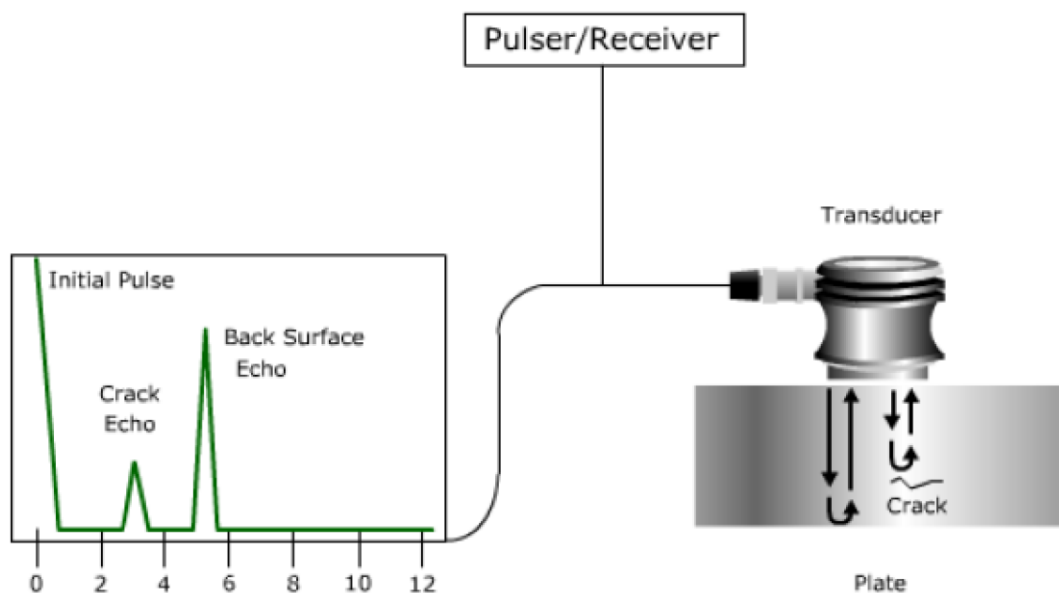 Pulser/Receiver
Transducer
Initial Pulse
Back Surface
Echo
Crack
Echo
Crack
0 2 4 6 8 10 12
Plate